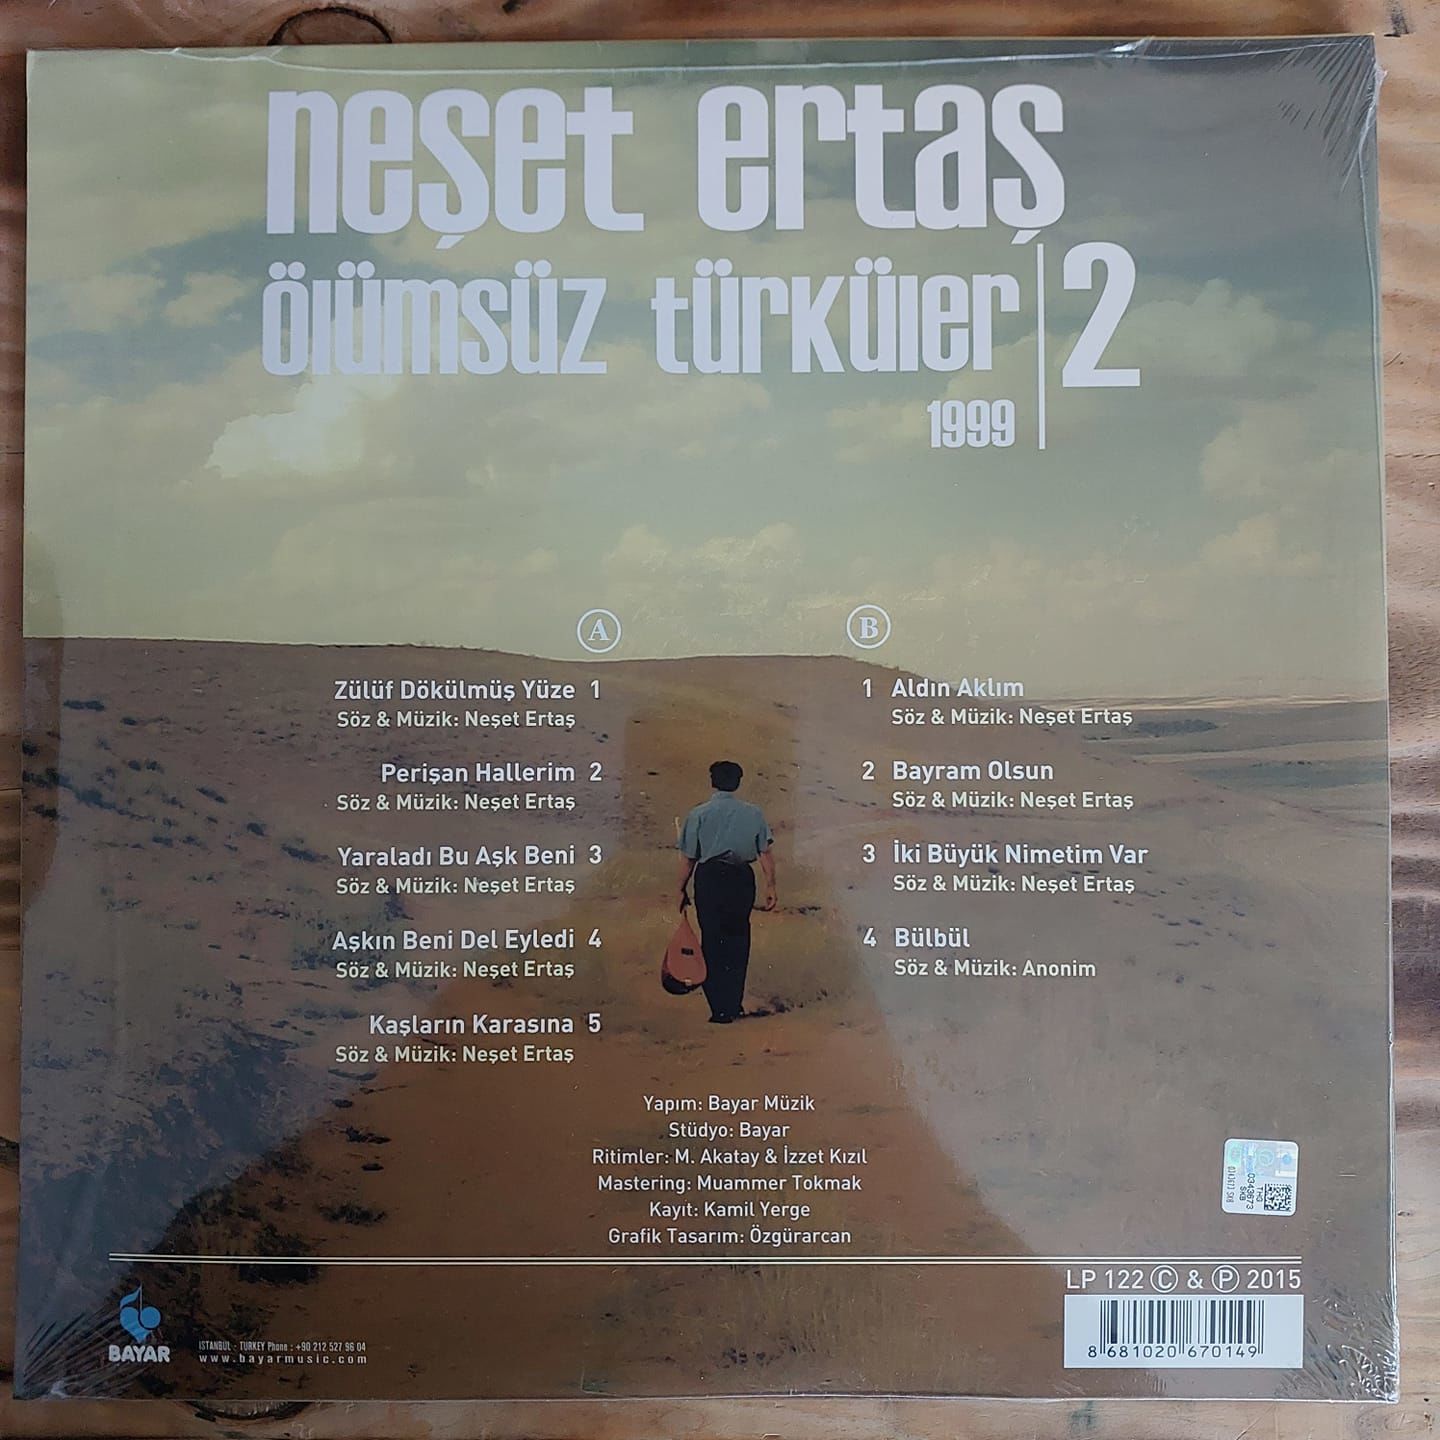 neşet ertaş
ölümsüz türküler 2
1999
A
Zülüf Dökülmüş Yüze 1
Söz & Müzik: Neşet Ertaş
Perişan Hallerim 2
Söz & Müzik: Neşet Ertaş
Yaraladı Bu Aşk Beni 3
Söz & Müzik: Neşet Ertaş
Aşkın Beni Del Eyledi 4
Söz & Müzik: Neşet Ertaş
Kaşların Karasına 5
Söz & Müzik: Neşet Ertaş
B
1 Aldın Aklım
Söz & Müzik: Neşet Ertaş
2 Bayram Olsun
Söz & Müzik: Neşet Ertaş
3 İki Büyük Nimetim Var
Söz & Müzik: Neşet Ertaş
4 Bülbül
Söz & Müzik: Anonim
Yapım: Bayar Müzik
Stüdyo: Bayar
Ritimler: M. Akatay & İzzet Kızıl
Mastering: Muammer Tokmak
Kayıt: Kamil Yerge
Grafik Tasarım: Özgürarcan
0343673
LP 122 © & ℗ 2015
8 681020 670149
BAYAR
ISTANBUL - TURKEY Phone : +90 212 527 96 04
www.bayarmusic.com